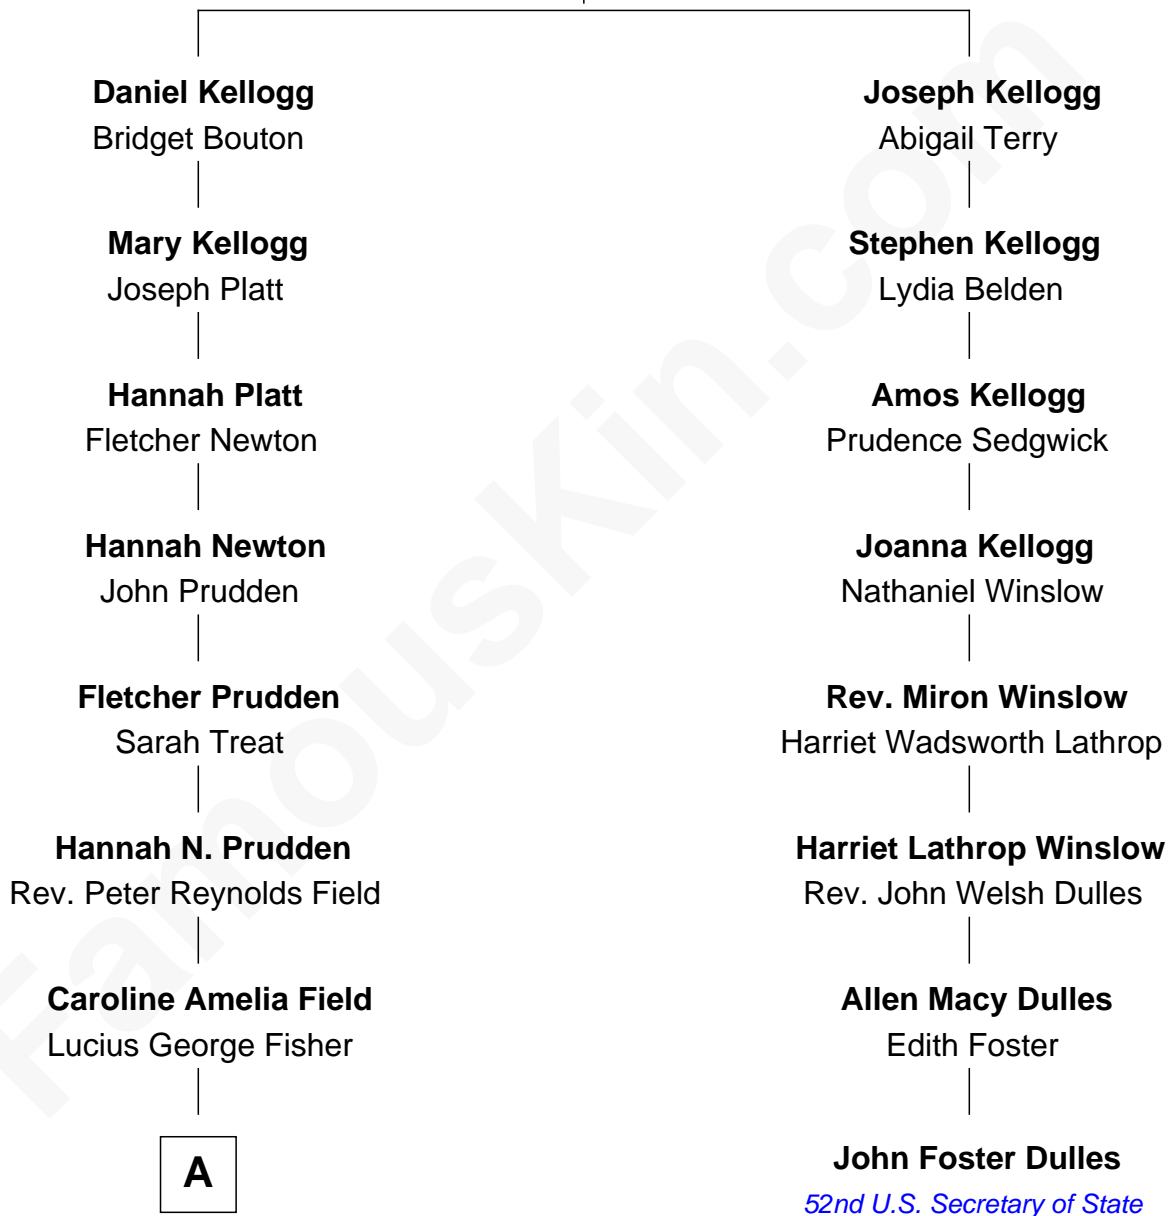 Daniel Kellogg
Bridget Bouton
Mary Kellogg
Joseph Platt
Hannah Platt
Fletcher Newton
Hannah Newton
John Prudden
Fletcher Prudden
Sarah Treat
Hannah N. Prudden
Rev. Peter Reynolds Field
Caroline Amelia Field
Lucius George Fisher
A
Joseph Kellogg
Abigail Terry
Stephen Kellogg
Lydia Belden
Amos Kellogg
Prudence Sedgwick
Joanna Kellogg
Nathaniel Winslow
Rev. Miron Winslow
Harriet Wadsworth Lathrop
Harriet Lathrop Winslow
Rev. John Welsh Dulles
Allen Macy Dulles
Edith Foster
John Foster Dulles
52nd U.S. Secretary of State
FamousKin.com